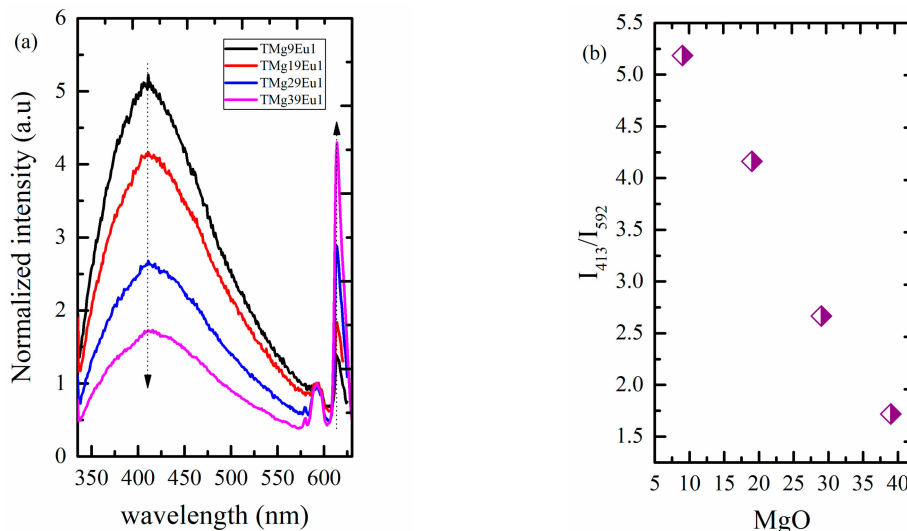 (a)
TMg9Eu1
TMg19Eu1
TMg29Eu1
TMg39Eu1
Normalized intensity (a.u)
6
5
4
3
2
1
0
350 400 450 500 550 600
wavelength (nm)
(b)
I413/I592
5.5
5.0
4.5
4.0
3.5
3.0
2.5
2.0
1.5
5 10 15 20 25 30 35 40
MgO